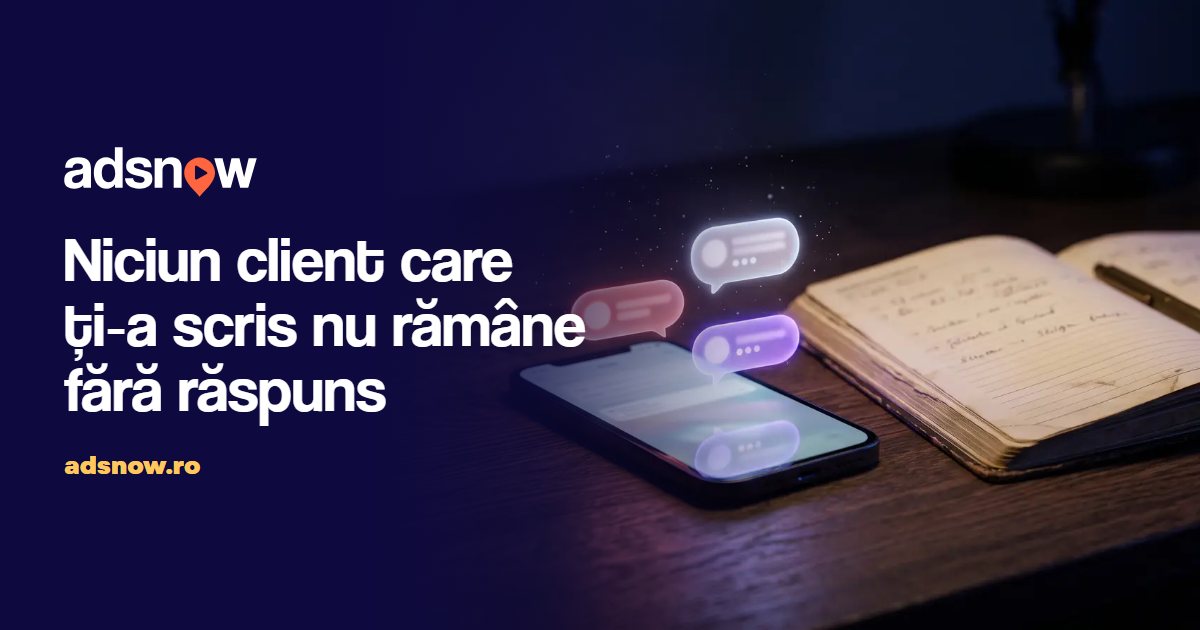 adsnow
Niciun client care
ți-a scris nu rămâne
fără răspuns
adsnow.ro